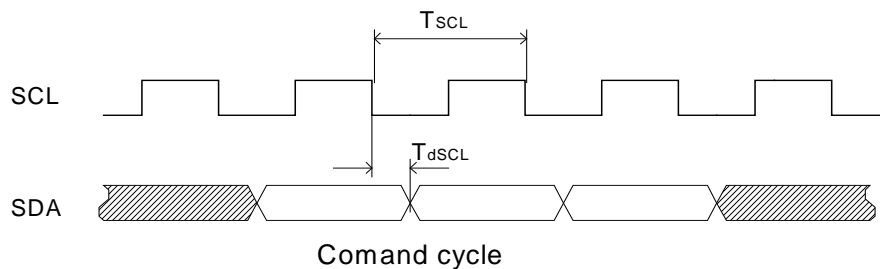 TSCL
SCL
TdSCL
SDA
Comand cycle